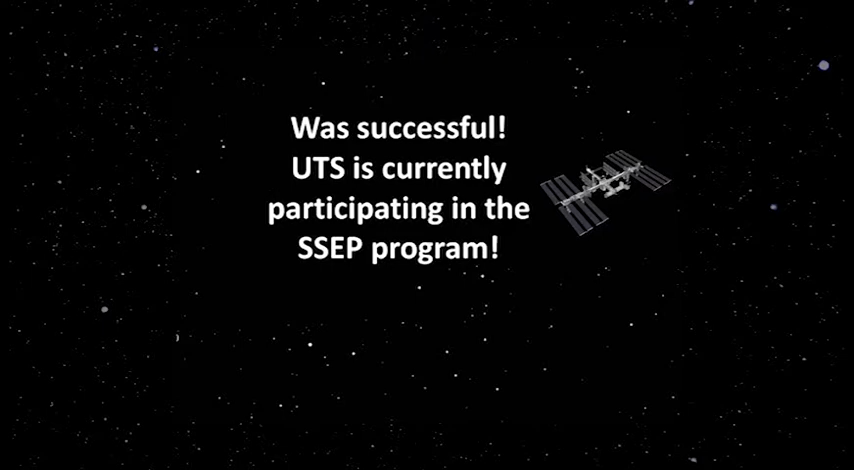 Was successful!
UTS is currently
participating in the
SSEP program!